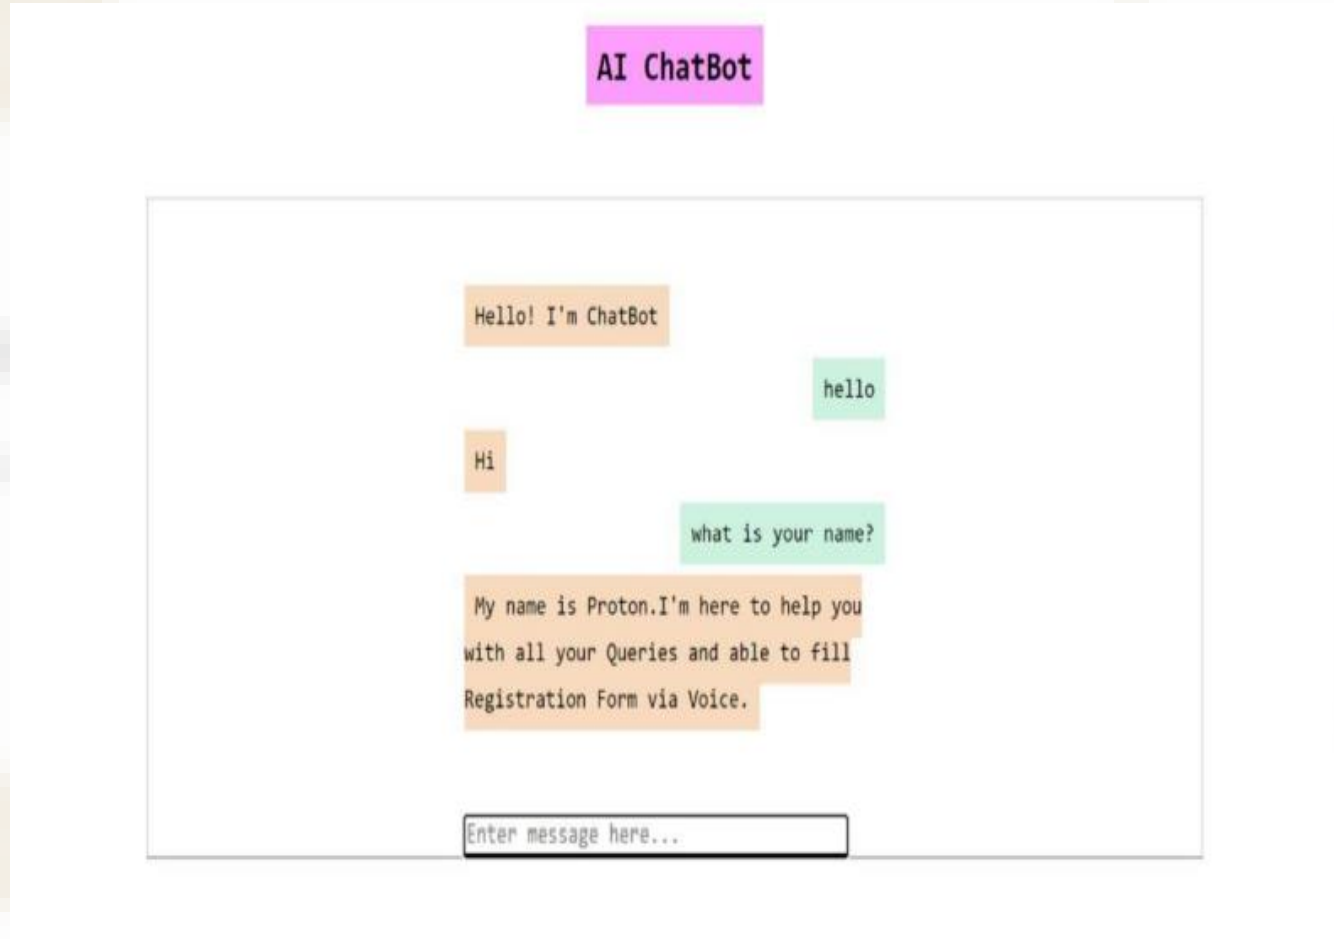 AI ChatBot
Hello! I'm ChatBot
hello
Hi
what is your name?
My name is Proton.I'm here to help you
with all your Queries and able to fill
Registration Form via Voice.
Enter message here...